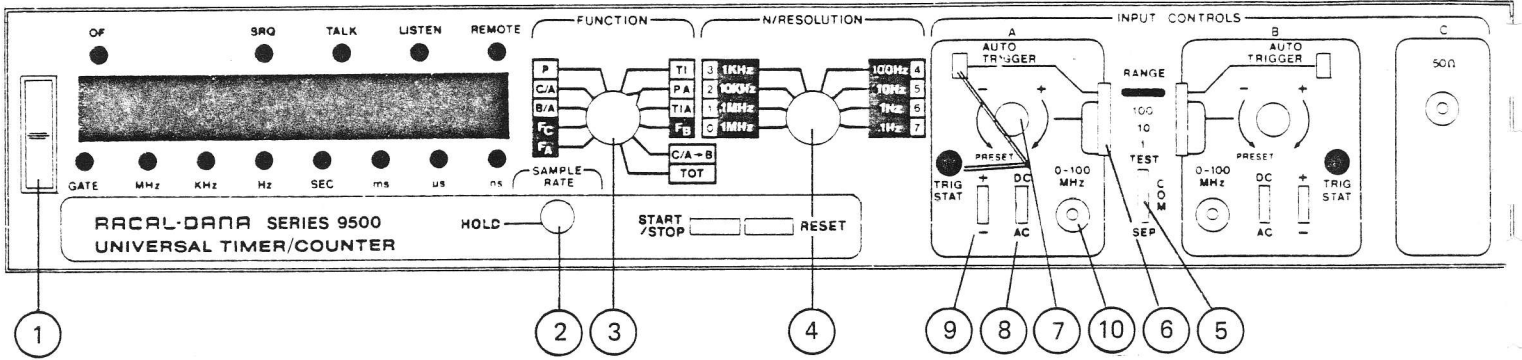 FUNCTION
N/RESOLUTION
INPUT CONTROLS
OF SRQ TALK LISTEN REMOTE
A B C
AUTO TRIGGER
AUTO TRIGGER
P TI
C/A PA
B/A TIA
FC FB
FA
C/A→B
TOT
3 1KHz 100Hz 4
2 10KHz 10Hz 5
1 1MHz 1Hz 6
0 1MHz .1Hz 7
RANGE
100
10
1
TEST
50Ω
- +
- +
PRESET
PRESET
GATE MHz KHz Hz SEC ms µs ns
SAMPLE RATE
HOLD
RACAL-DANA SERIES 9500
UNIVERSAL TIMER/COUNTER
START /STOP
RESET
TRIG STAT
+ -
DC AC
0-100 MHz
COM
SEP
0-100 MHz
DC AC
+ -
TRIG STAT
1 2 3 4 9 8 7 10 6 5